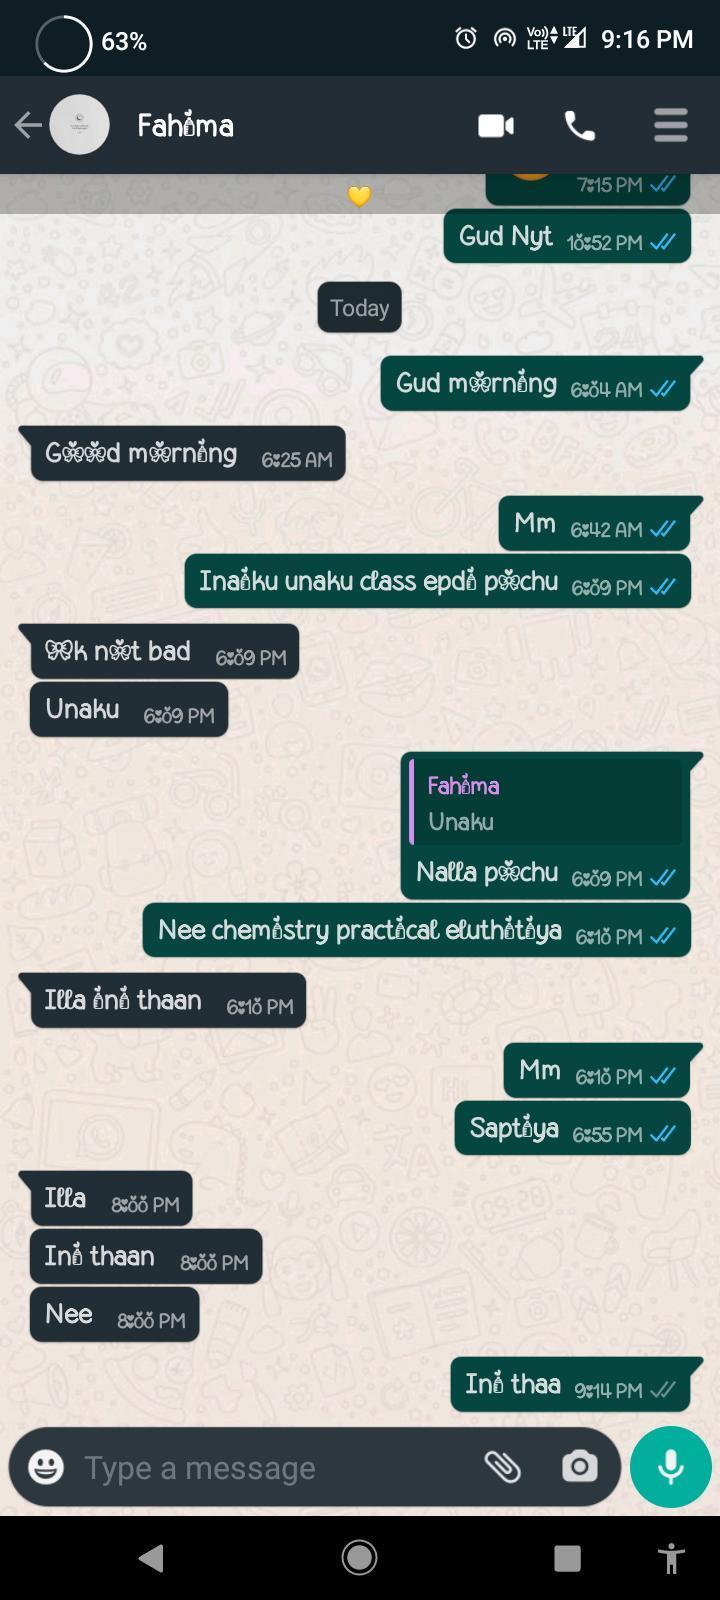 63%
Vo)) LTE LTE 9:16 PM
Fahima
💛
7:15 PM
Gud Nyt 10:52 PM
Today
Gud morning 6:04 AM
Goood morning 6:25 AM
Mm 6:42 AM
Inaiku unaku class epdi pochu 6:09 PM
Ok not bad 6:09 PM
Unaku 6:09 PM
Fahima
Unaku
Nalla pochu 6:09 PM
Nee chemistry practical eluthitiya 6:10 PM
Illa ini thaan 6:10 PM
Mm 6:10 PM
Saptiya 6:55 PM
Illa 8:00 PM
Ini thaan 8:00 PM
Nee 8:00 PM
Ini thaa 9:14 PM
Type a message